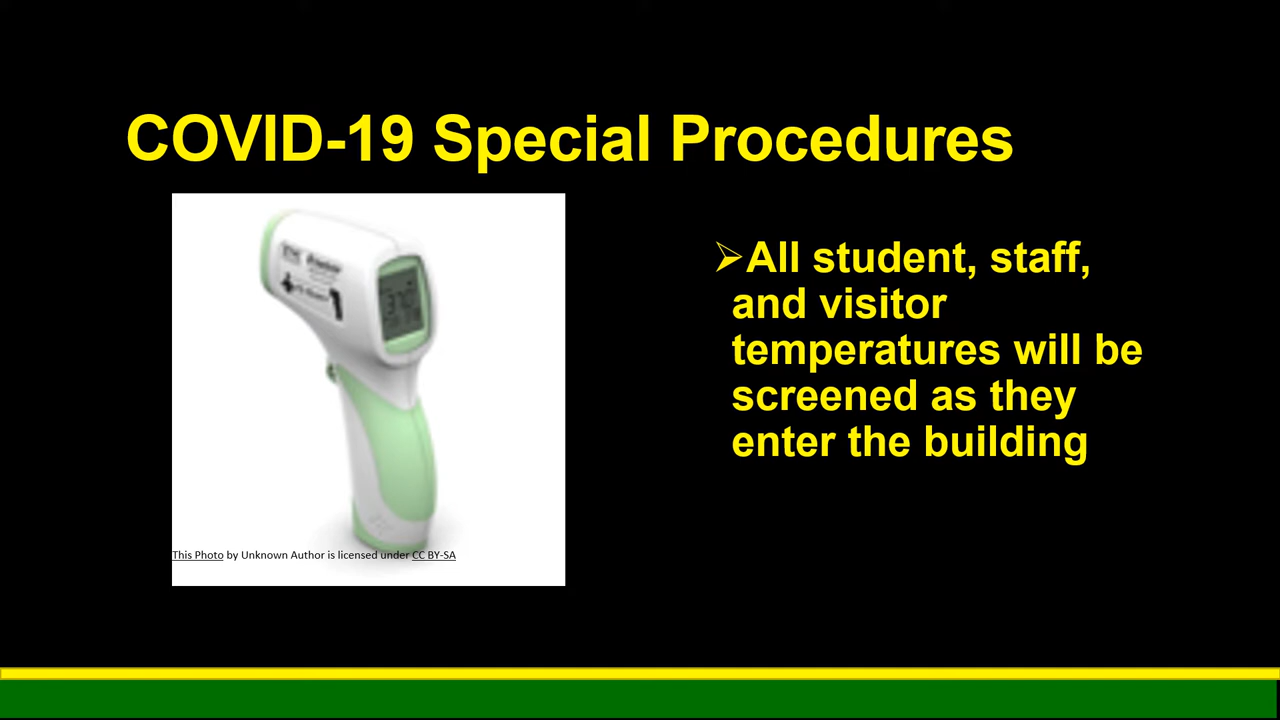 COVID-19 Special Procedures
➢All student, staff,
and visitor
temperatures will be
screened as they
enter the building
This Photo by Unknown Author is licensed under CC BY-SA